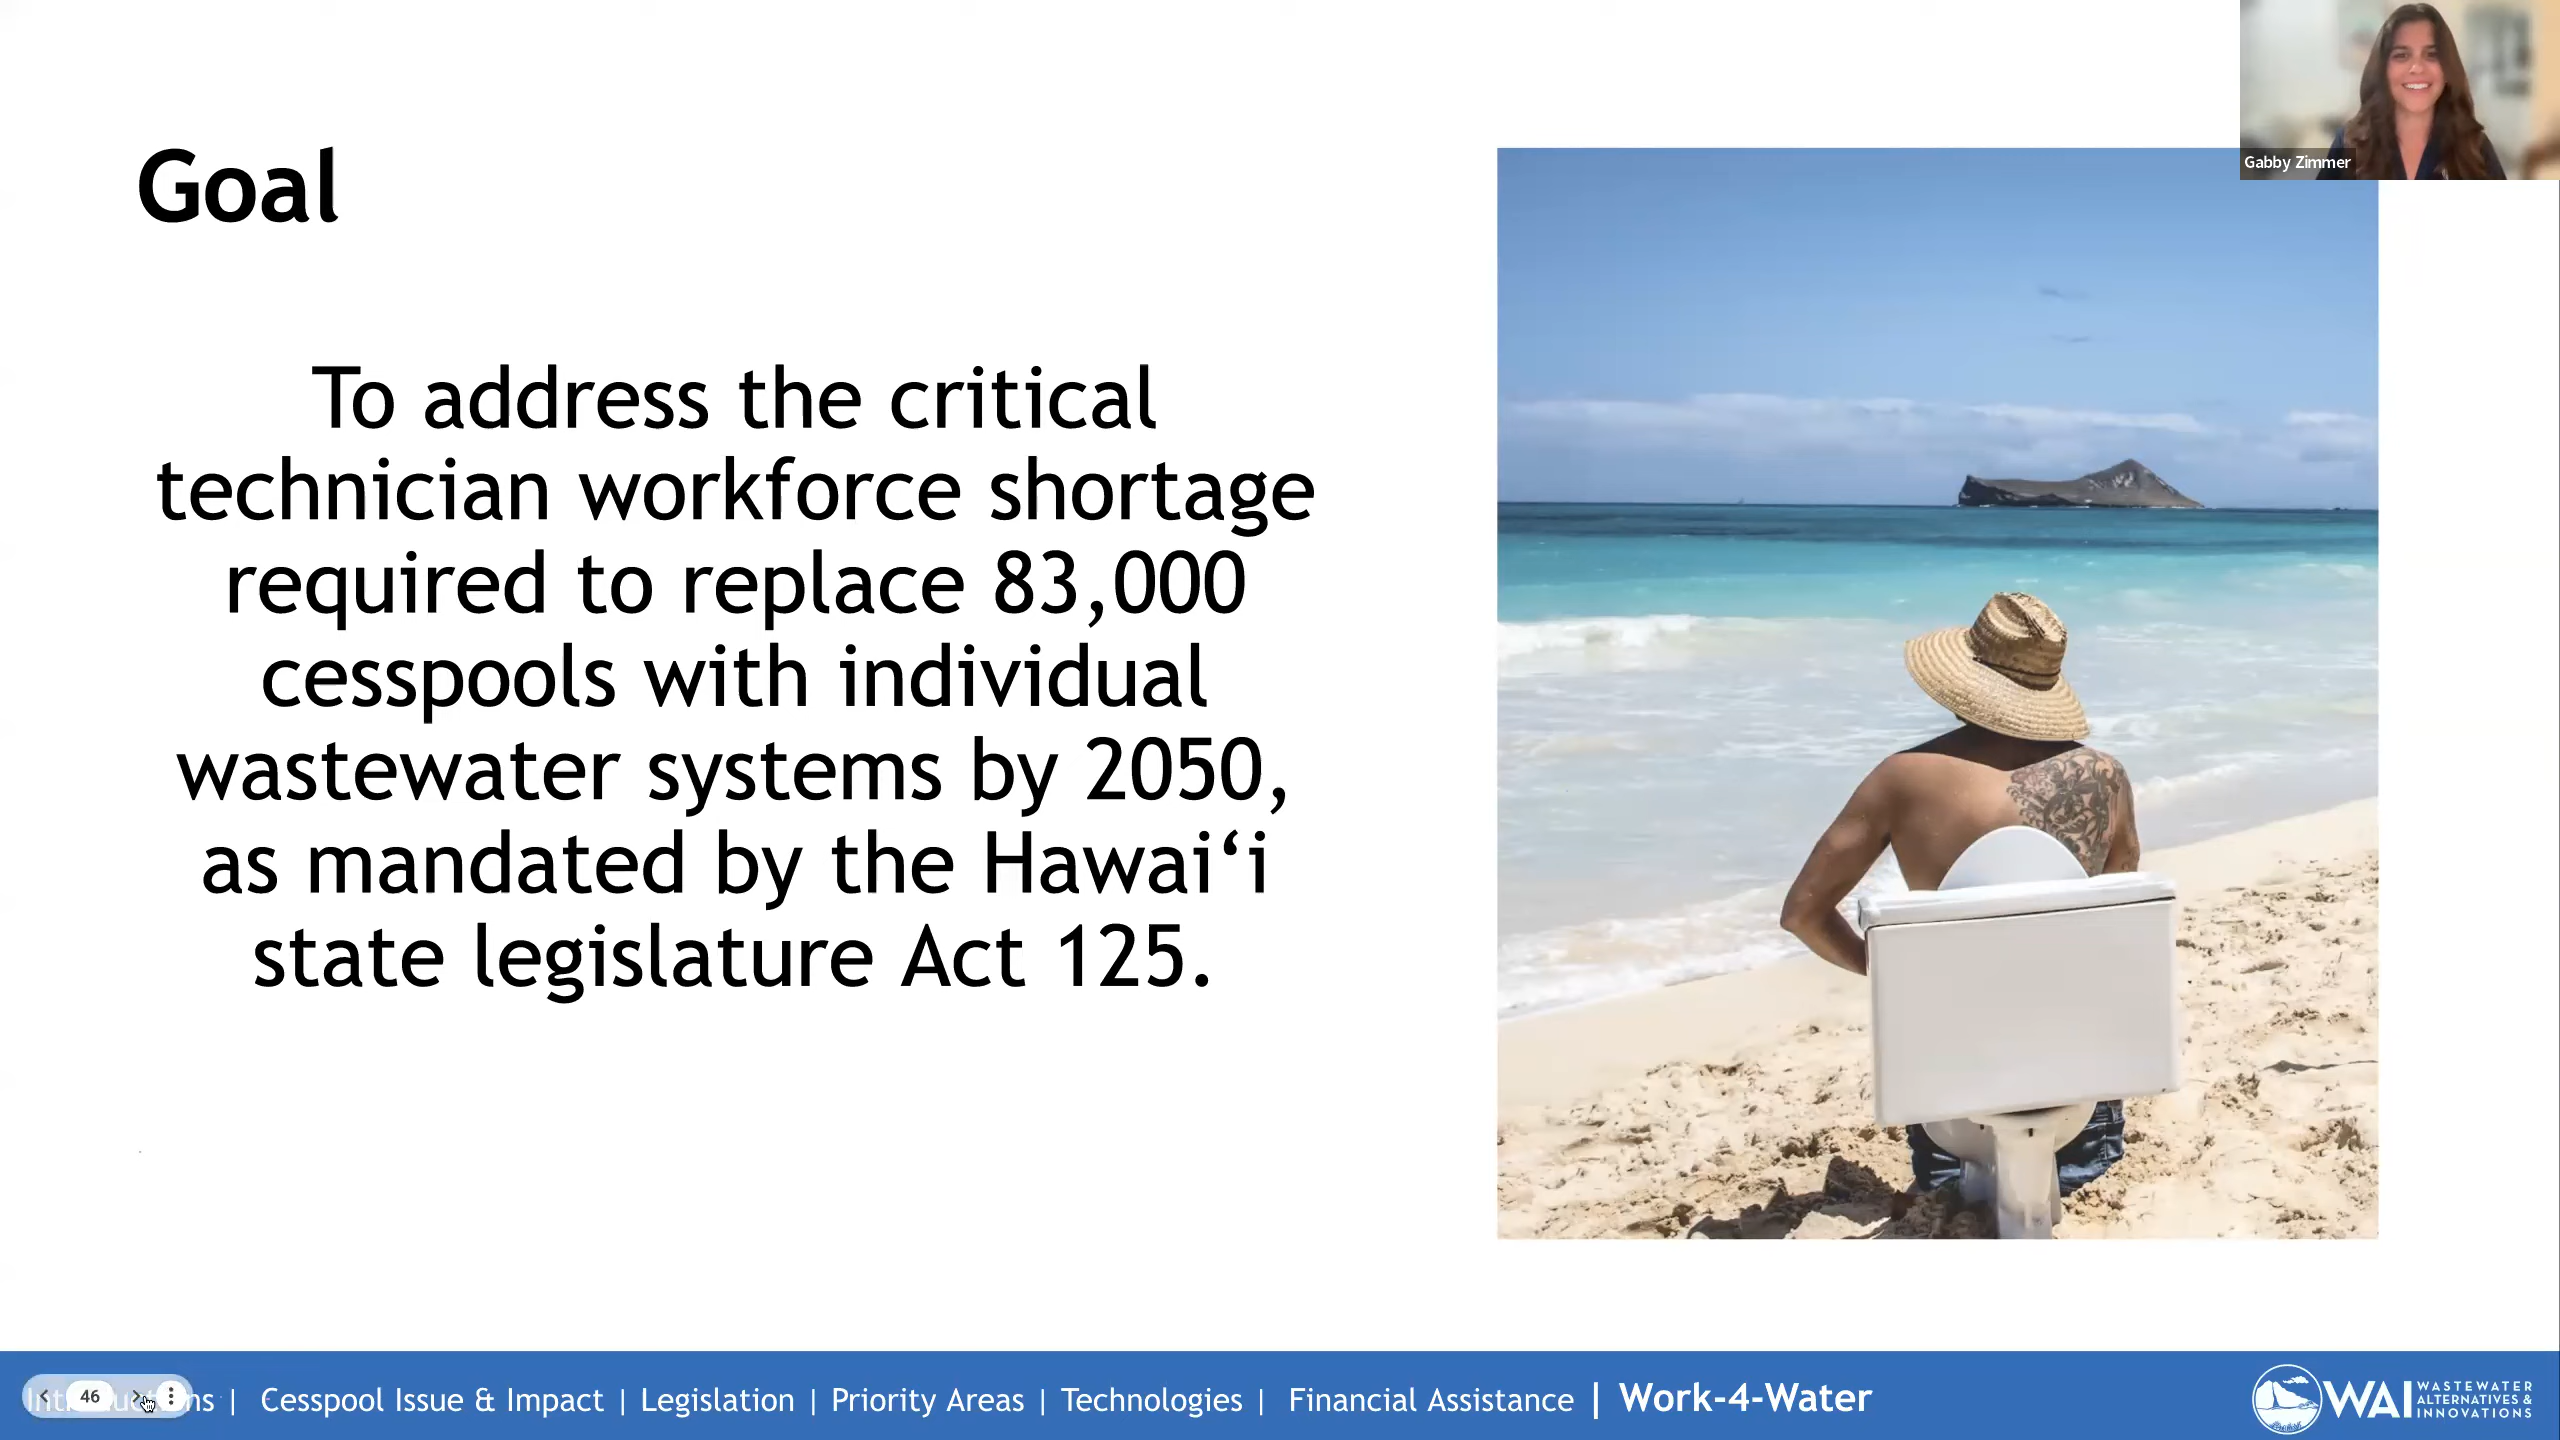 Gabby Zimmer
Goal
To address the critical
technician workforce shortage
required to replace 83,000
cesspools with individual
wastewater systems by 2050,
as mandated by the Hawaiʻi
state legislature Act 125.
46
| Cesspool Issue & Impact | Legislation | Priority Areas | Technologies | Financial Assistance | Work-4-Water
WAI
WASTEWATER
ALTERNATIVES &
INNOVATIONS